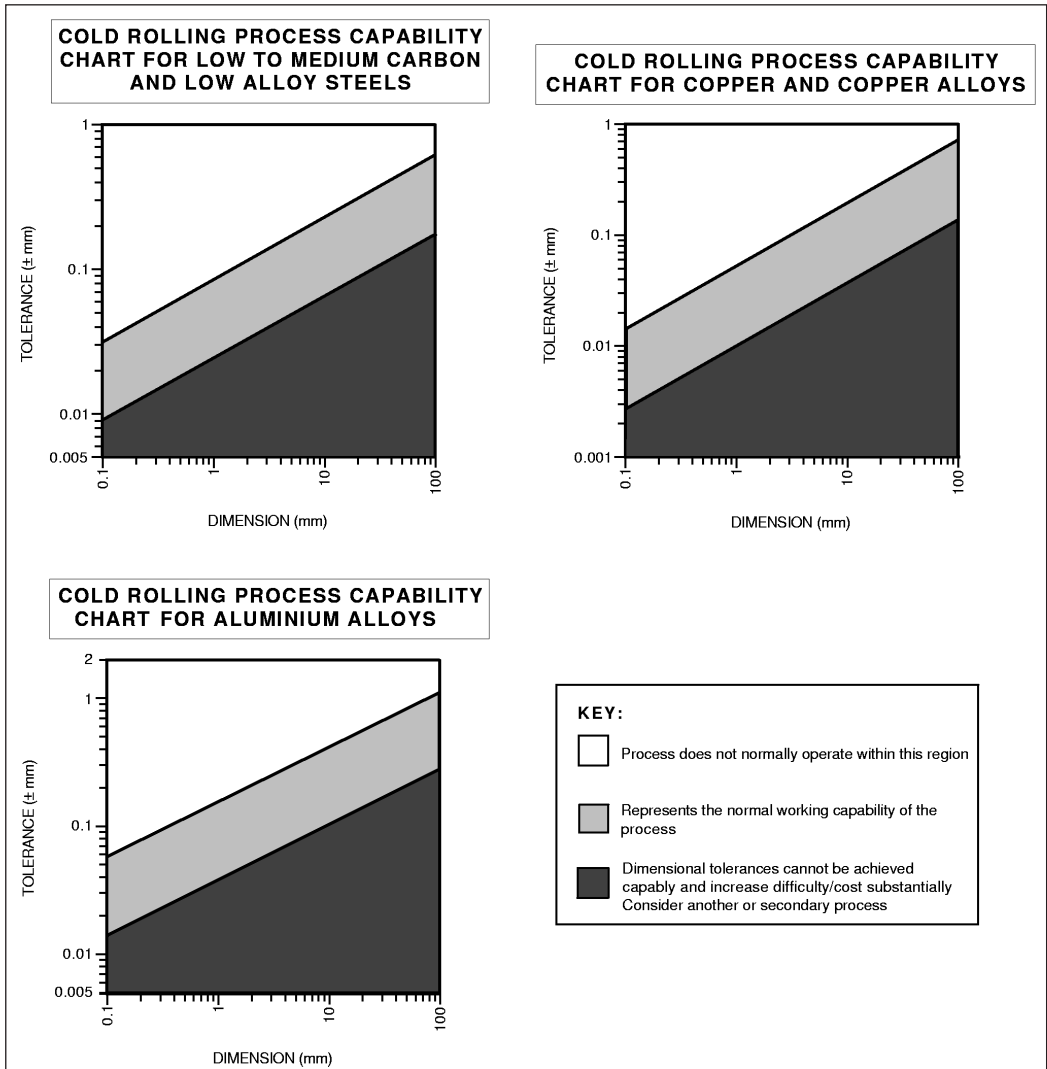 COLD ROLLING PROCESS CAPABILITY
CHART FOR LOW TO MEDIUM CARBON
AND LOW ALLOY STEELS
1
0.1
0.01
0.005
TOLERANCE (± mm)
0.1
1
10
100
DIMENSION (mm)
COLD ROLLING PROCESS CAPABILITY
CHART FOR COPPER AND COPPER ALLOYS
1
0.1
0.01
0.001
TOLERANCE (± mm)
0.1
1
10
100
DIMENSION (mm)
COLD ROLLING PROCESS CAPABILITY
CHART FOR ALUMINIUM ALLOYS
2
1
0.1
0.01
0.005
TOLERANCE (± mm)
0.1
1
10
100
DIMENSION (mm)
KEY:
Process does not normally operate within this region
Represents the normal working capability of the
process
Dimensional tolerances cannot be achieved
capably and increase difficulty/cost substantially
Consider another or secondary process